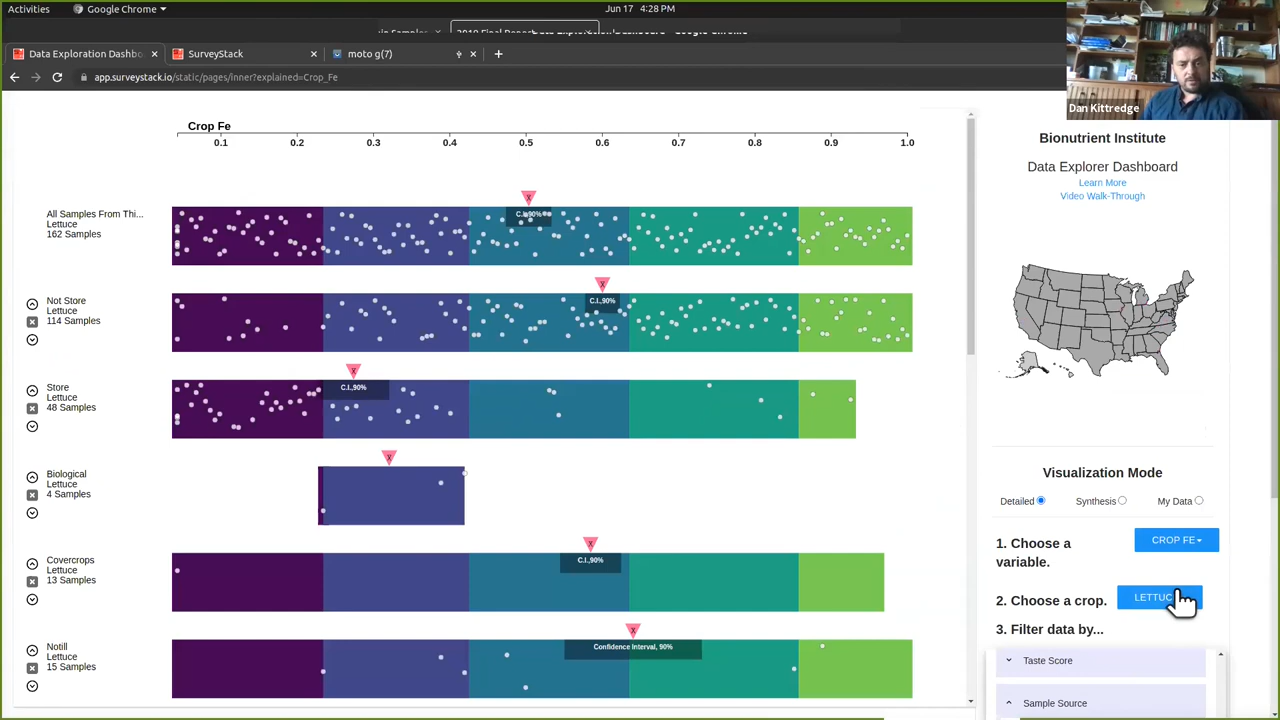 Activities
Google Chrome
Jun 17 4:28 PM
Data Exploration Dashbo
SurveyStack
moto g(7)
app.surveystack.io/static/pages/Inner?explained=Crop_Fe
Dan Kittredge
Crop Fe
0.1 0.2 0.3 0.4 0.5 0.6 0.7 0.8 0.9 1.0
All Samples From Thi...
Lettuce
162 Samples
X
C.I.,90%
Not Store
Lettuce
114 Samples
X
C.I.,90%
Store
Lettuce
48 Samples
X
C.I.,90%
Biological
Lettuce
4 Samples
X
Covercrops
Lettuce
13 Samples
X
C.I.,90%
Notill
Lettuce
15 Samples
X
Confidence Interval, 90%
Bionutrient Institute
Data Explorer Dashboard
Learn More
Video Walk-Through
Visualization Mode
Detailed Synthesis My Data
1. Choose a
variable.
CROP FE
2. Choose a crop.
LETTUC
3. Filter data by...
Taste Score
Sample Source